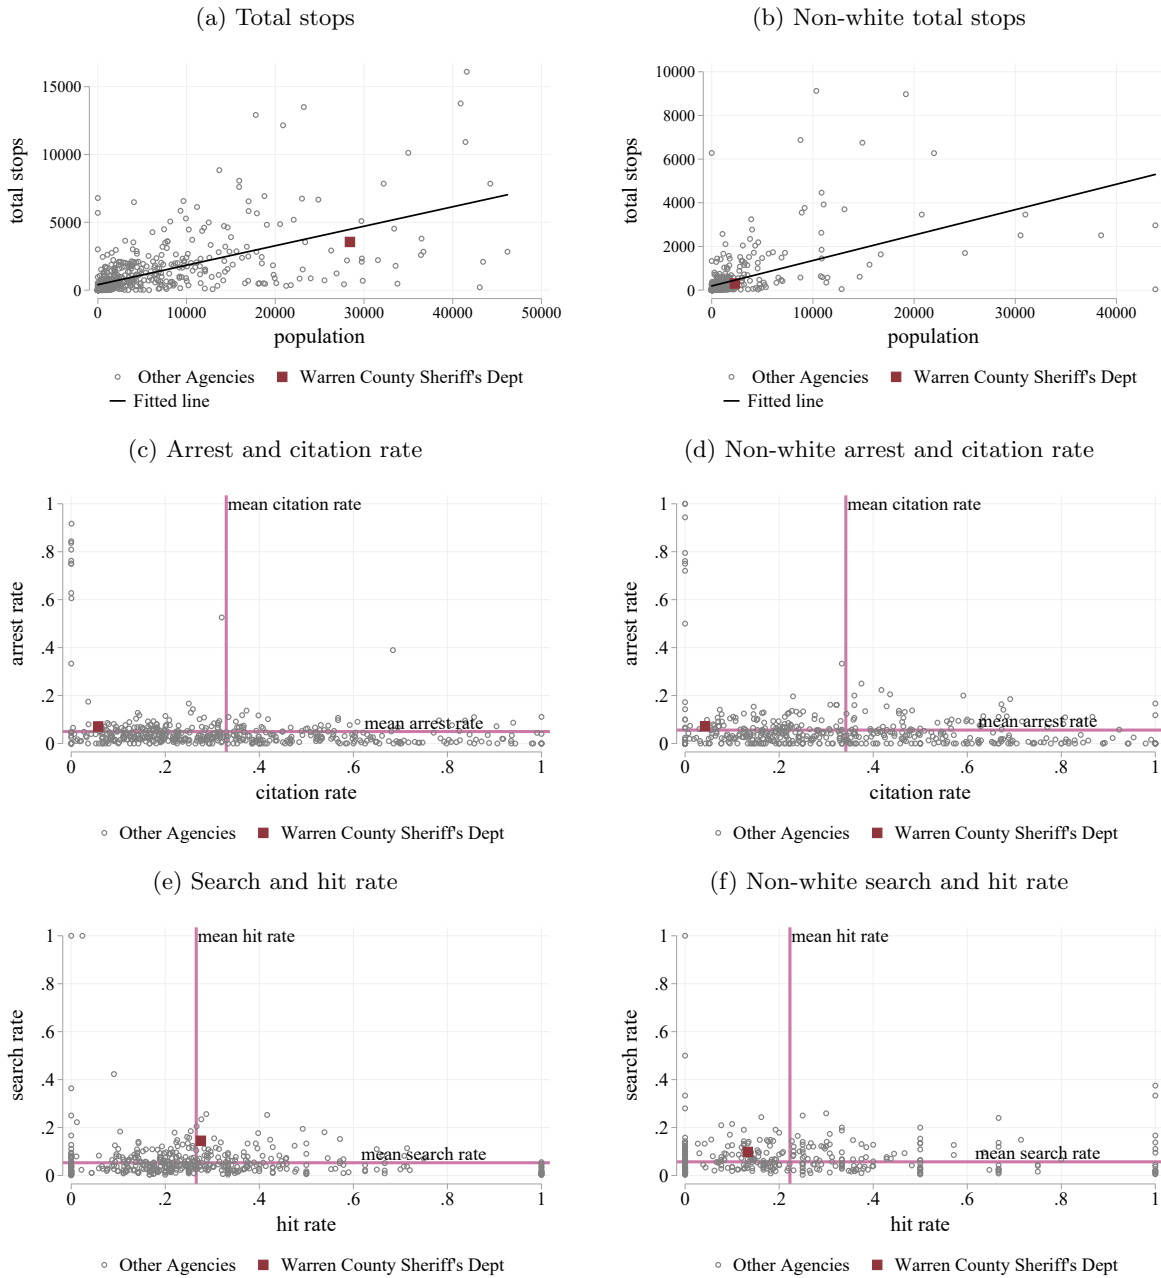 (a) Total stops
(b) Non-white total stops
total stops
15000
10000
5000
0
0 10000 20000 30000 40000 50000
population
Other Agencies Warren County Sheriff's Dept
Fitted line
total stops
10000
8000
6000
4000
2000
0
0 10000 20000 30000 40000
population
Other Agencies Warren County Sheriff's Dept
Fitted line
(c) Arrest and citation rate
(d) Non-white arrest and citation rate
arrest rate
1
.8
.6
.4
.2
0
mean citation rate
mean arrest rate
0 .2 .4 .6 .8 1
citation rate
Other Agencies Warren County Sheriff's Dept
arrest rate
1
.8
.6
.4
.2
0
mean citation rate
mean arrest rate
0 .2 .4 .6 .8 1
citation rate
Other Agencies Warren County Sheriff's Dept
(e) Search and hit rate
(f) Non-white search and hit rate
search rate
1
.8
.6
.4
.2
0
mean hit rate
mean search rate
0 .2 .4 .6 .8 1
hit rate
Other Agencies Warren County Sheriff's Dept
search rate
1
.8
.6
.4
.2
0
mean hit rate
mean search rate
0 .2 .4 .6 .8 1
hit rate
Other Agencies Warren County Sheriff's Dept